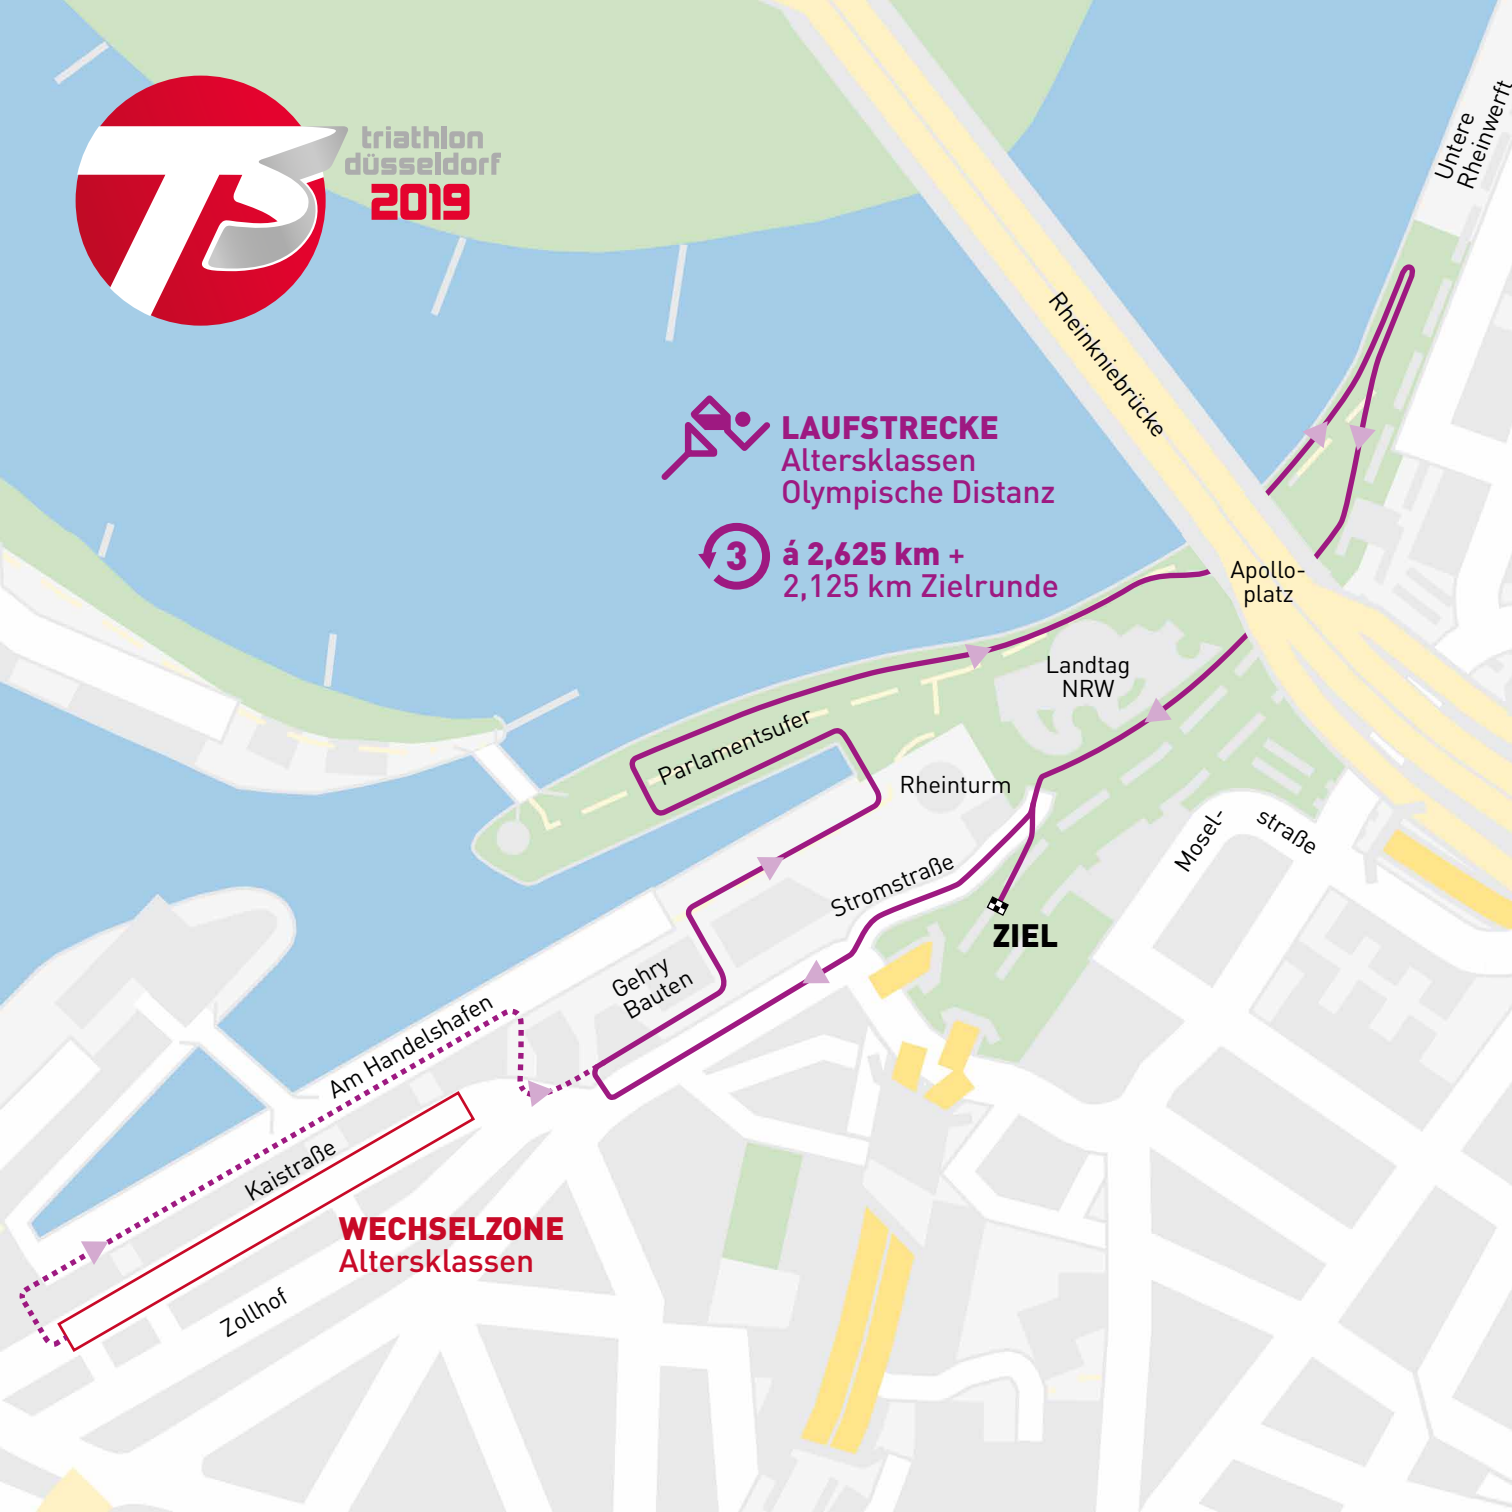 T3
triathlon
düsseldorf
2019
Untere
Rheinwerft
Rheinkniebrücke
LAUFSTRECKE
Altersklassen
Olympische Distanz
3
á 2,625 km +
2,125 km Zielrunde
Apollo-
platz
Landtag
NRW
Parlamentsufer
Rheinturm
Mosel-
straße
Stromstraße
ZIEL
Gehry
Bauten
Am Handelshafen
Kaistraße
WECHSELZONE
Altersklassen
Zollhof